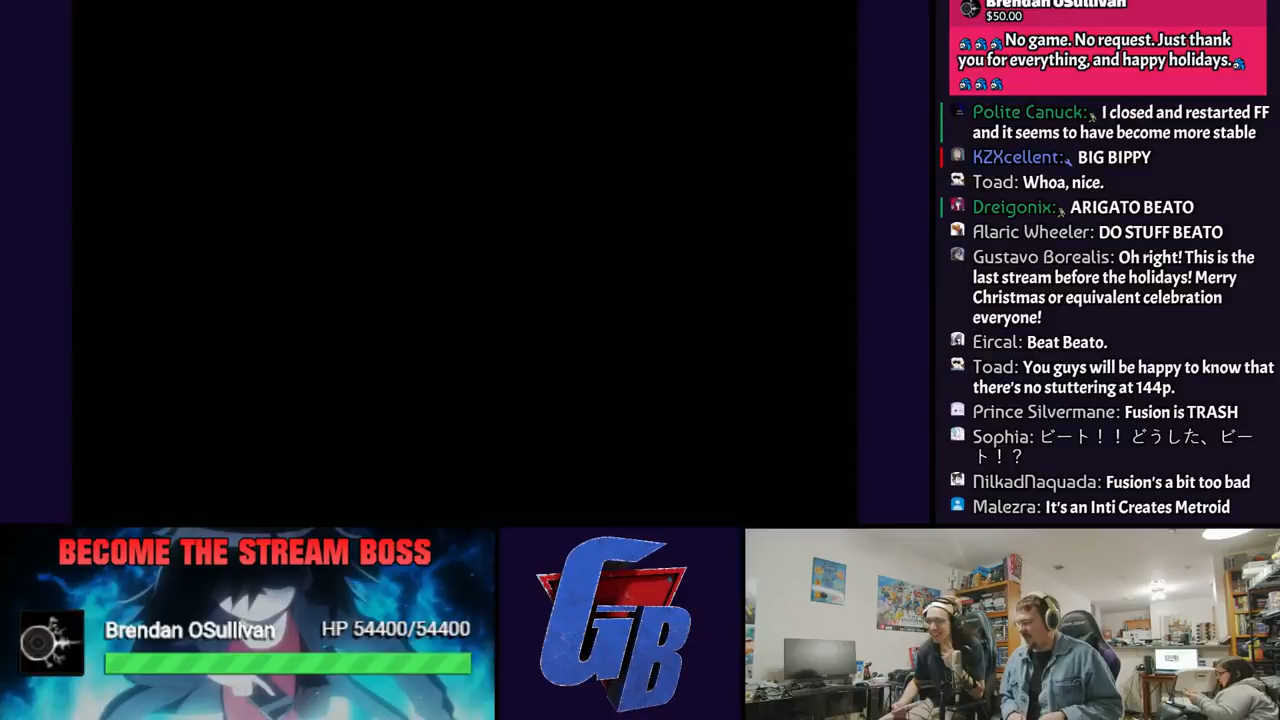 Brendan OSullivan
$50.00
No game. No request. Just thank
you for everything, and happy holidays.
Polite Canuck: I closed and restarted FF
and it seems to have become more stable
KZXcellent: BIG BIPPY
Toad: Whoa, nice.
Dreigonix: ARIGATO BEATO
Alaric Wheeler: DO STUFF BEATO
Gustavo Borealis: Oh right! This is the
last stream before the holidays! Merry
Christmas or equivalent celebration
everyone!
Eircal: Beat Beato.
Toad: You guys will be happy to know that
there's no stuttering at 144p.
Prince Silvermane: Fusion is TRASH
Sophia: ビート！！どうした、ビー
ト！？
NilkadNaquada: Fusion's a bit too bad
Malezra: It's an Inti Creates Metroid
BECOME THE STREAM BOSS
Brendan OSullivan HP 54400/54400
GB